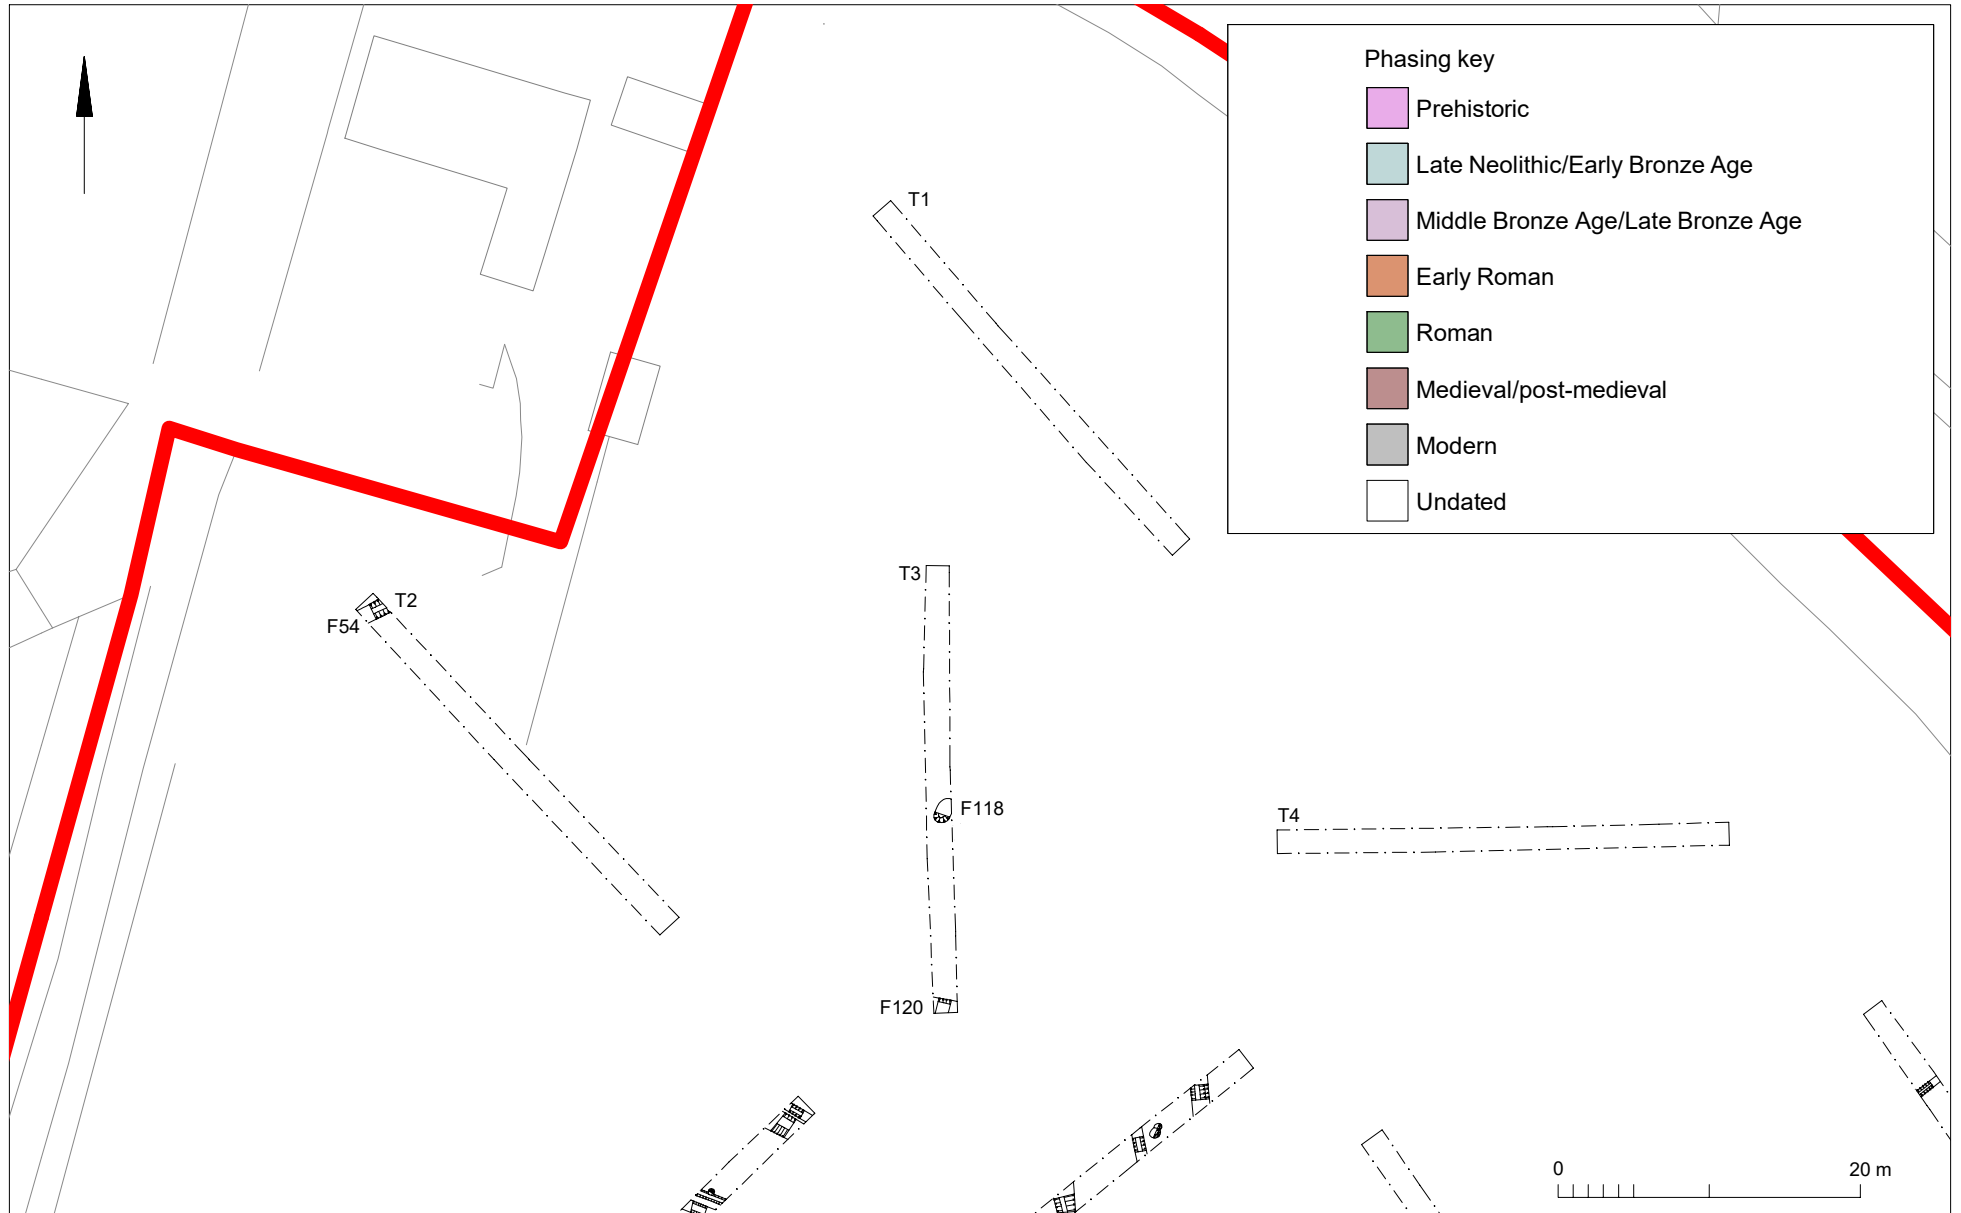 Phasing key
Prehistoric
Late Neolithic/Early Bronze Age
Middle Bronze Age/Late Bronze Age
Early Roman
Roman
Medieval/post-medieval
Modern
Undated
T1
T3
T2
F54
F118
T4
F120
0 20 m